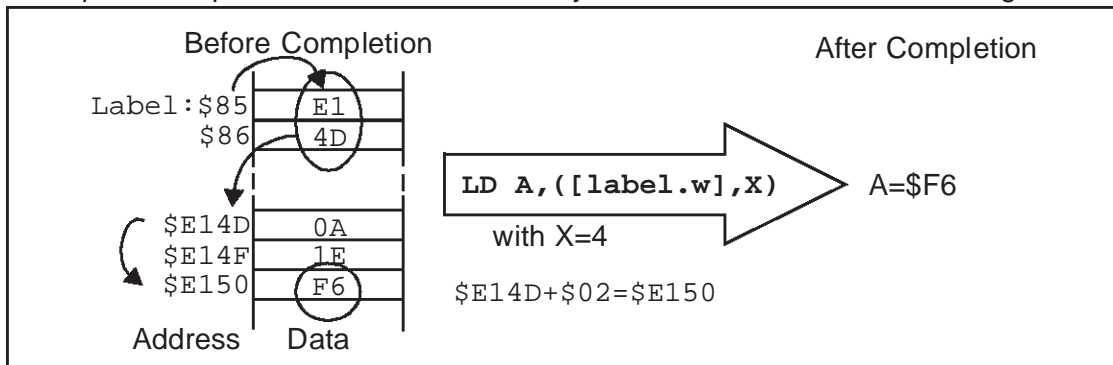 Before Completion
After Completion
Label:$85 E1
$86 4D
LD A,([label.w],X)
A=$F6
with X=4
$E14D 0A
$E14F 1E
$E150 F6
$E14D+$02=$E150
Address Data